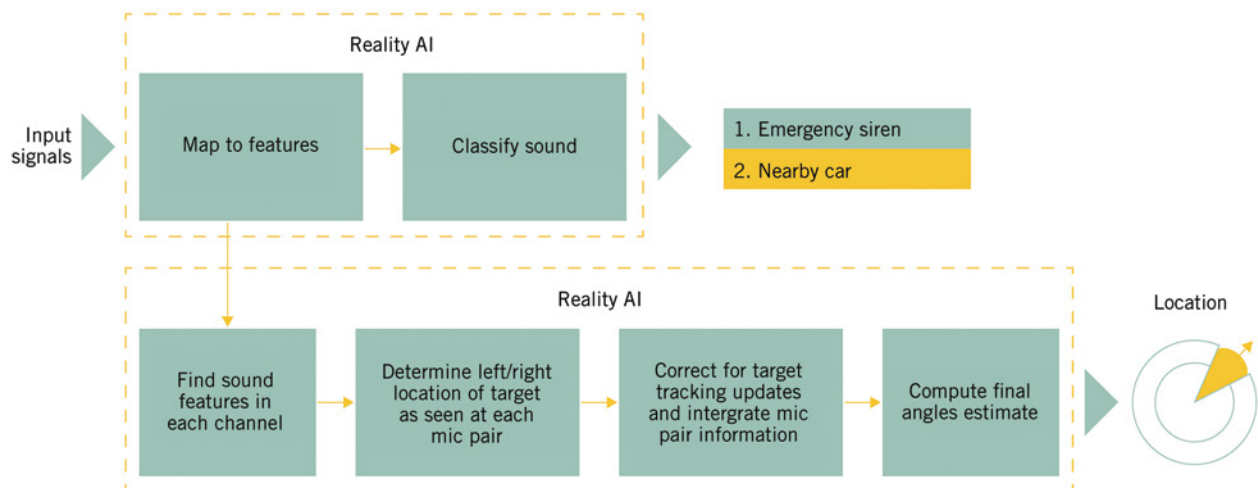 Reality AI
Input
signals
Map to features
Classify sound
1. Emergency siren
2. Nearby car
Reality AI
Find sound
features in
each channel
Determine left/right
location of target
as seen at each
mic pair
Correct for target
tracking updates
and intergrate mic
pair information
Compute final
angles estimate
Location